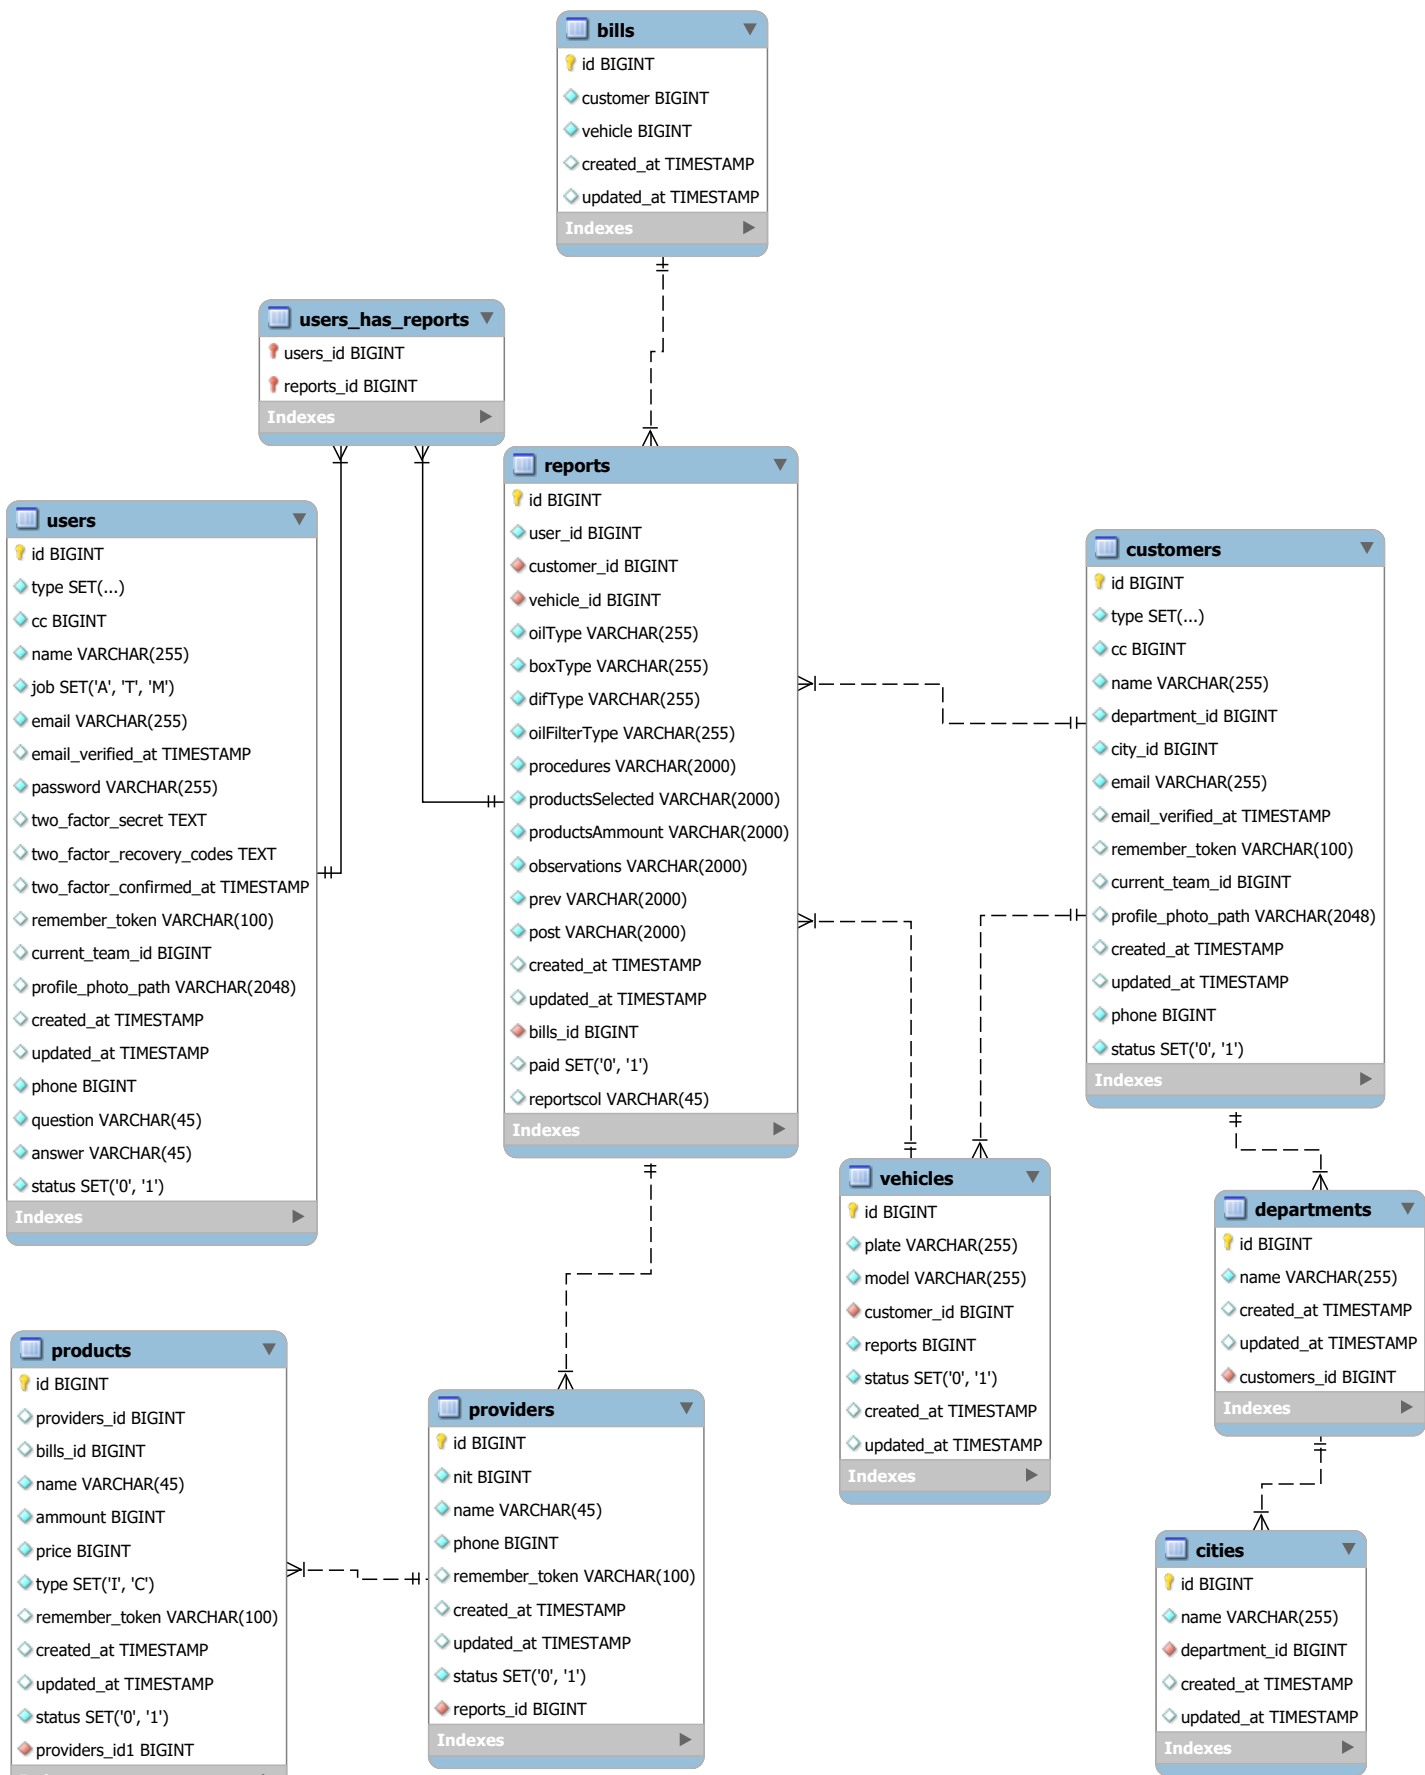 bills
id BIGINT
customer BIGINT
vehicle BIGINT
created_at TIMESTAMP
updated_at TIMESTAMP
Indexes
users_has_reports
users_id BIGINT
reports_id BIGINT
Indexes
reports
id BIGINT
user_id BIGINT
customer_id BIGINT
vehicle_id BIGINT
oilType VARCHAR(255)
boxType VARCHAR(255)
difType VARCHAR(255)
oilFilterType VARCHAR(255)
procedures VARCHAR(2000)
productsSelected VARCHAR(2000)
productsAmmount VARCHAR(2000)
observations VARCHAR(2000)
prev VARCHAR(2000)
post VARCHAR(2000)
created_at TIMESTAMP
updated_at TIMESTAMP
bills_id BIGINT
paid SET('0', '1')
reportscol VARCHAR(45)
Indexes
users
id BIGINT
type SET(...)
cc BIGINT
name VARCHAR(255)
job SET('A', 'T', 'M')
email VARCHAR(255)
email_verified_at TIMESTAMP
password VARCHAR(255)
two_factor_secret TEXT
two_factor_recovery_codes TEXT
two_factor_confirmed_at TIMESTAMP
remember_token VARCHAR(100)
current_team_id BIGINT
profile_photo_path VARCHAR(2048)
created_at TIMESTAMP
updated_at TIMESTAMP
phone BIGINT
question VARCHAR(45)
answer VARCHAR(45)
status SET('0', '1')
Indexes
customers
id BIGINT
type SET(...)
cc BIGINT
name VARCHAR(255)
department_id BIGINT
city_id BIGINT
email VARCHAR(255)
email_verified_at TIMESTAMP
remember_token VARCHAR(100)
current_team_id BIGINT
profile_photo_path VARCHAR(2048)
created_at TIMESTAMP
updated_at TIMESTAMP
phone BIGINT
status SET('0', '1')
Indexes
vehicles
id BIGINT
plate VARCHAR(255)
model VARCHAR(255)
customer_id BIGINT
reports BIGINT
status SET('0', '1')
created_at TIMESTAMP
updated_at TIMESTAMP
Indexes
departments
id BIGINT
name VARCHAR(255)
created_at TIMESTAMP
updated_at TIMESTAMP
customers_id BIGINT
Indexes
products
id BIGINT
providers_id BIGINT
bills_id BIGINT
name VARCHAR(45)
ammount BIGINT
price BIGINT
type SET('I', 'C')
remember_token VARCHAR(100)
created_at TIMESTAMP
updated_at TIMESTAMP
status SET('0', '1')
providers_id1 BIGINT
providers
id BIGINT
nit BIGINT
name VARCHAR(45)
phone BIGINT
remember_token VARCHAR(100)
created_at TIMESTAMP
updated_at TIMESTAMP
status SET('0', '1')
reports_id BIGINT
Indexes
cities
id BIGINT
name VARCHAR(255)
department_id BIGINT
created_at TIMESTAMP
updated_at TIMESTAMP
Indexes